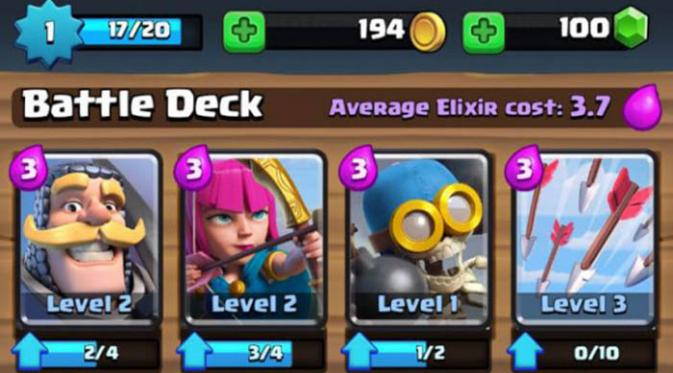 1 17/20 194 100
Battle Deck Average Elixir cost: 3.7
3 3 3 3
Level 2 Level 2 Level 1 Level 3
2/4 3/4 1/2 0/10